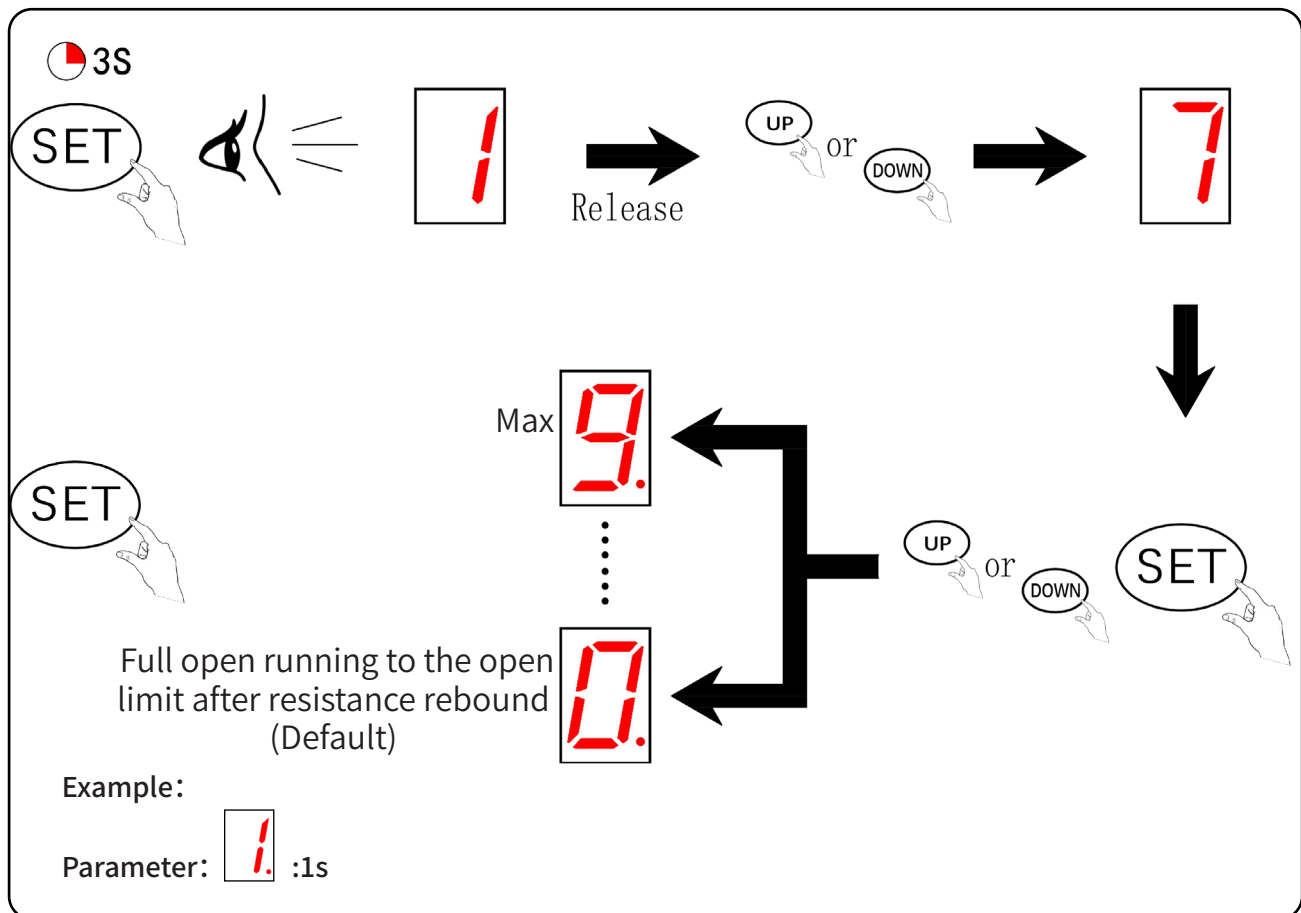 3S
SET
1
Release
UP
or
DOWN
7
Max
9.
SET
UP
or
DOWN
SET
Full open running to the open
limit after resistance rebound
(Default)
0.
Example:
Parameter: 1. :1s